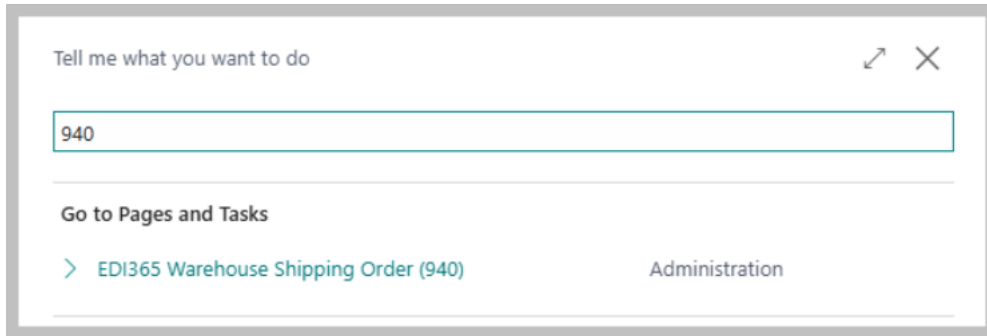 Tell me what you want to do
940
Go to Pages and Tasks
EDI365 Warehouse Shipping Order (940) Administration